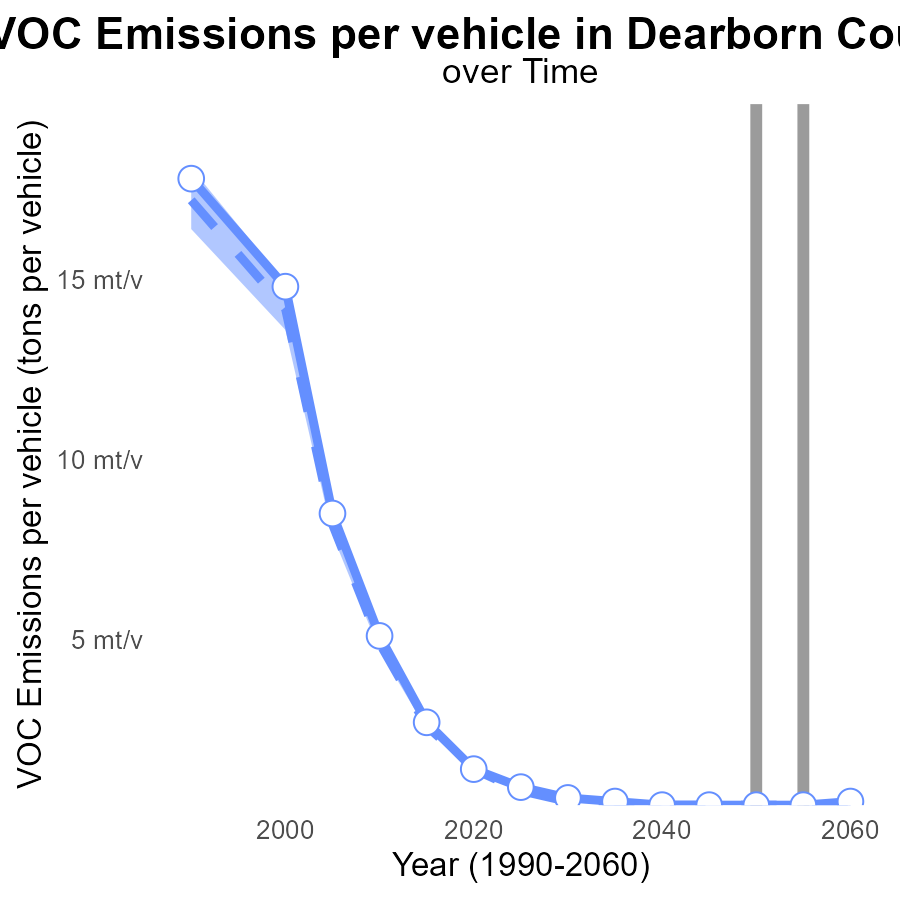 VOC Emissions per vehicle in Dearborn Cou
over Time
VOC Emissions per vehicle (tons per vehicle)
15 mt/v
10 mt/v
5 mt/v
2000
2020
2040
2060
Year (1990-2060)